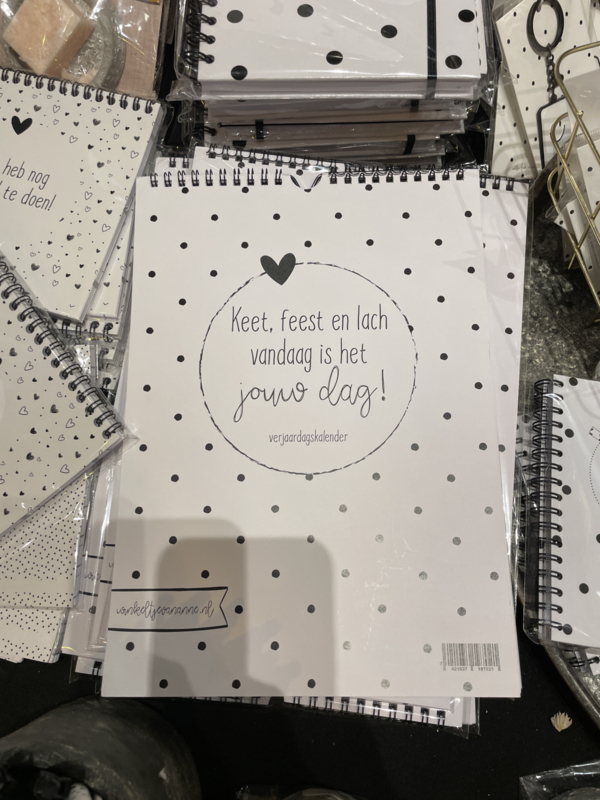 heb nog
te doen!
Keet, feest en lach
vandaag is het
jouw dag!
verjaardagskalender
winkeltjevananne.nl